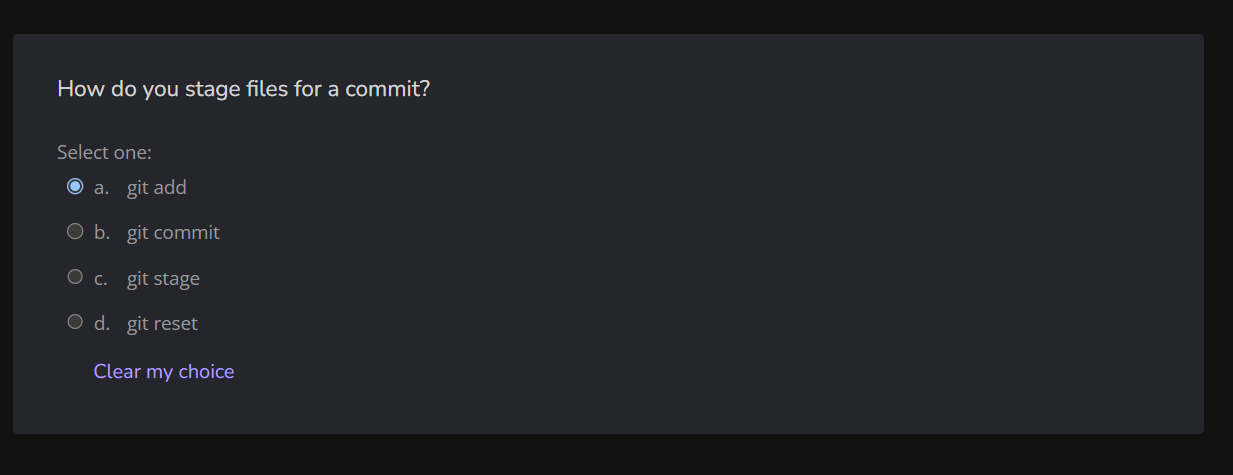 How do you stage files for a commit?
Select one:
a. git add
b. git commit
c. git stage
d. git reset
Clear my choice